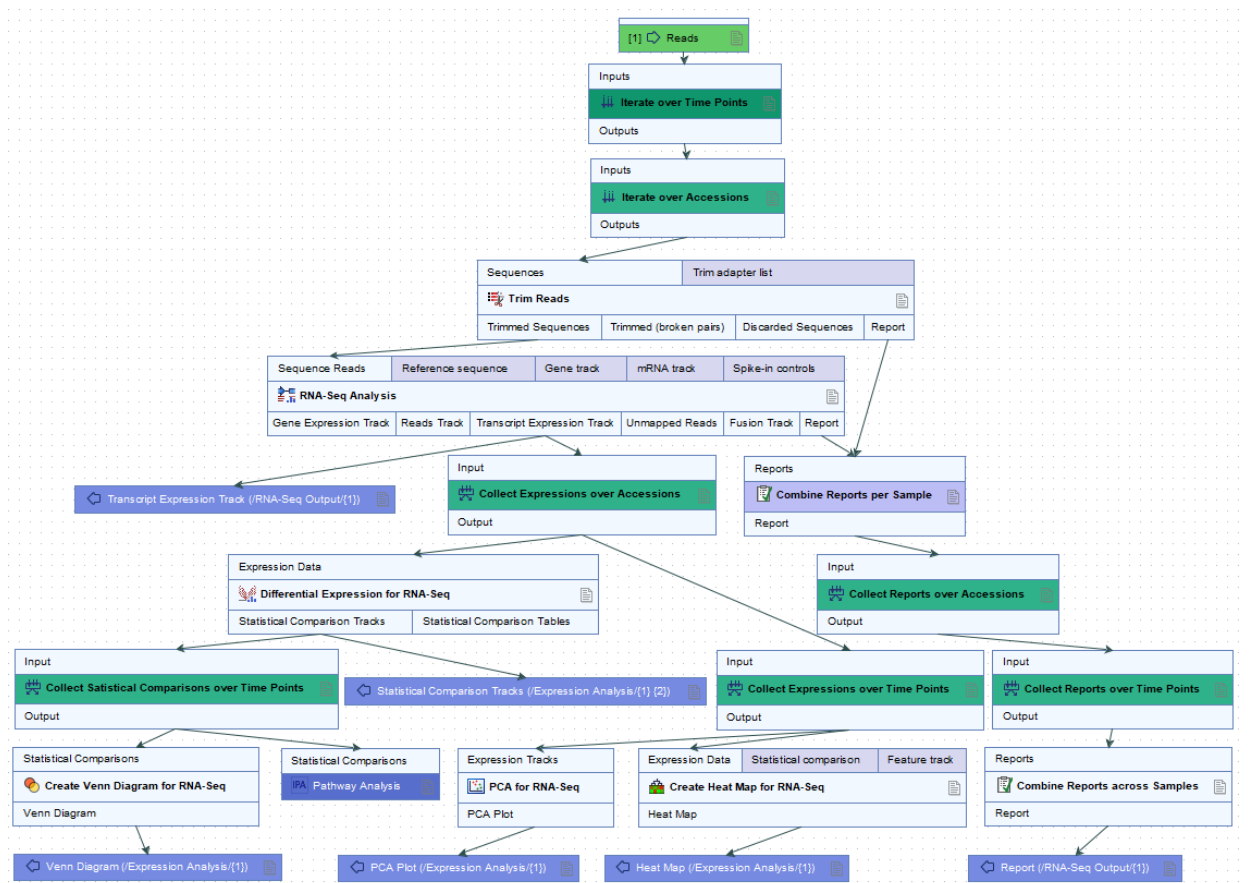 [1] Reads
Inputs
Iterate over Time Points
Outputs
Inputs
Iterate over Accessions
Outputs
Sequences Trim adapter list
Trim Reads
Trimmed Sequences Trimmed (broken pairs) Discarded Sequences Report
Sequence Reads Reference sequence Gene track mRNA track Spike-in controls
RNA-Seq Analysis
Gene Expression Track Reads Track Transcript Expression Track Unmapped Reads Fusion Track Report
Transcript Expression Track (/RNA-Seq Output/{1})
Input
Collect Expressions over Accessions
Output
Reports
Combine Reports per Sample
Report
Expression Data
Differential Expression for RNA-Seq
Statistical Comparison Tracks Statistical Comparison Tables
Input
Collect Reports over Accessions
Output
Input
Collect Satistical Comparisons over Time Points
Output
Statistical Comparison Tracks (/Expression Analysis/{1} {2})
Input
Collect Expressions over Time Points
Output
Input
Collect Reports over Time Points
Output
Statistical Comparisons
Create Venn Diagram for RNA-Seq
Venn Diagram
Statistical Comparisons
IPA Pathway Analysis
Expression Tracks
PCA for RNA-Seq
PCA Plot
Expression Data Statistical comparison Feature track
Create Heat Map for RNA-Seq
Heat Map
Reports
Combine Reports across Samples
Report
Venn Diagram (/Expression Analysis/{1})
PCA Plot (/Expression Analysis/{1})
Heat Map (/Expression Analysis/{1})
Report (/RNA-Seq Output/{1})